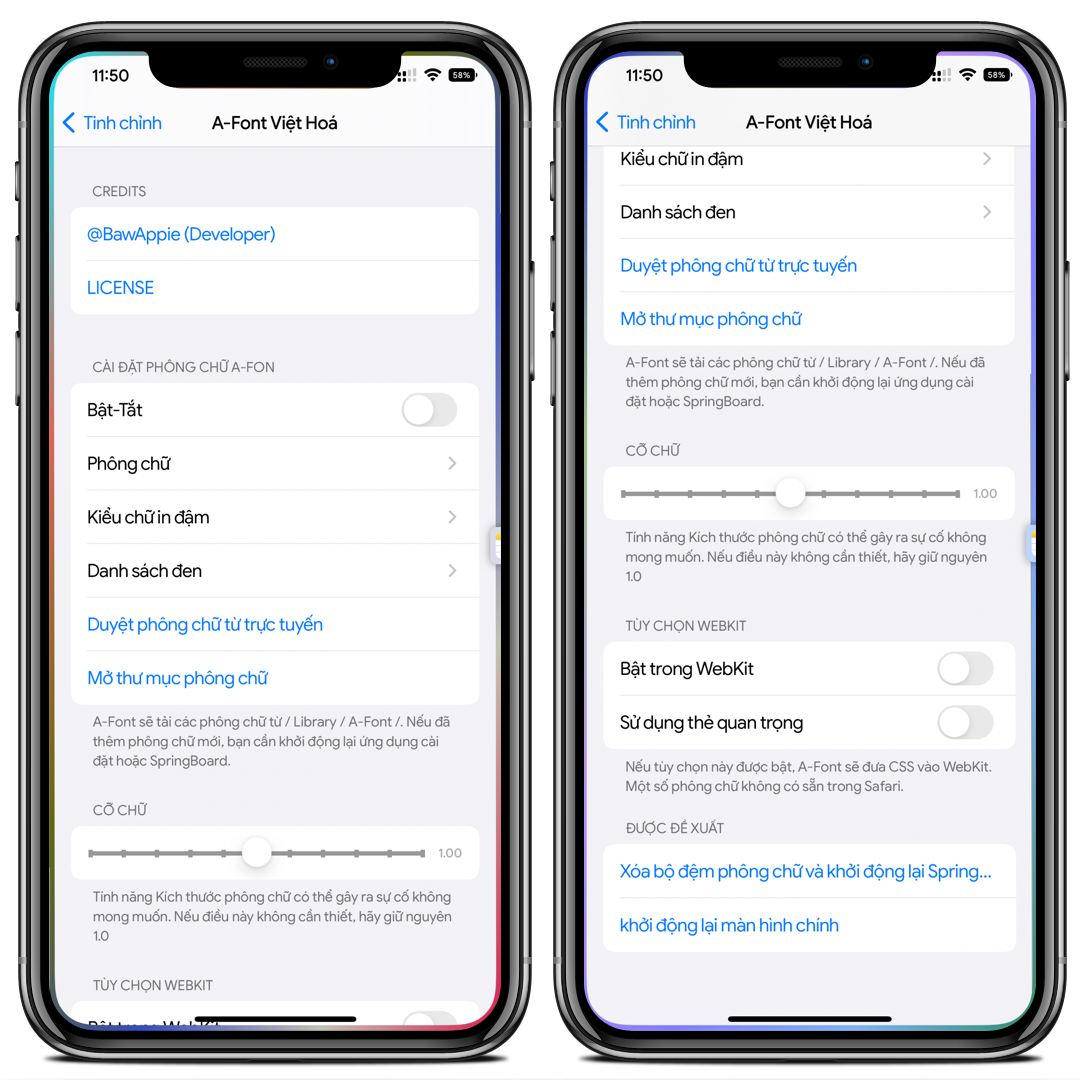 11:50
58%
Tinh chỉnh
A-Font Việt Hoá
CREDITS
@BawAppie (Developer)
LICENSE
CÀI ĐẶT PHÔNG CHỮ A-FON
Bật-Tắt
Phông chữ
Kiểu chữ in đậm
Danh sách đen
Duyệt phông chữ từ trực tuyến
Mở thư mục phông chữ
A-Font sẽ tải các phông chữ từ / Library / A-Font /. Nếu đã
thêm phông chữ mới, bạn cần khởi động lại ứng dụng cài
đặt hoặc SpringBoard.
CỠ CHỮ
1.00
Tính năng Kích thước phông chữ có thể gây ra sự cố không
mong muốn. Nếu điều này không cần thiết, hãy giữ nguyên
1.0
TÙY CHỌN WEBKIT
Bật trong WebKit
11:50
58%
Tinh chỉnh
A-Font Việt Hoá
Kiểu chữ in đậm
Danh sách đen
Duyệt phông chữ từ trực tuyến
Mở thư mục phông chữ
A-Font sẽ tải các phông chữ từ / Library / A-Font /. Nếu đã
thêm phông chữ mới, bạn cần khởi động lại ứng dụng cài
đặt hoặc SpringBoard.
CỠ CHỮ
1.00
Tính năng Kích thước phông chữ có thể gây ra sự cố không
mong muốn. Nếu điều này không cần thiết, hãy giữ nguyên
1.0
TÙY CHỌN WEBKIT
Bật trong WebKit
Sử dụng thẻ quan trọng
Nếu tùy chọn này được bật, A-Font sẽ đưa CSS vào WebKit.
Một số phông chữ không có sẵn trong Safari.
ĐƯỢC ĐỀ XUẤT
Xóa bộ đệm phông chữ và khởi động lại Spring...
khởi động lại màn hình chính